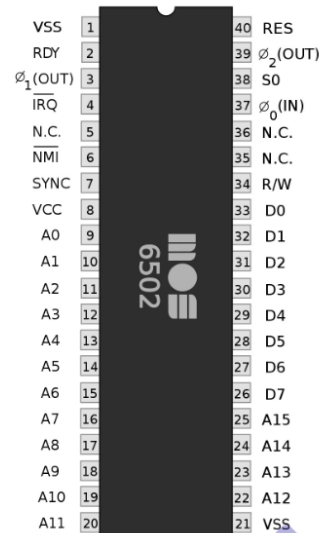 VSS 1 40 RES
RDY 2 39 Ø2(OUT)
Ø1(OUT) 3 38 S0
I̅R̅Q̅ 4 37 Ø0(IN)
N.C. 5 36 N.C.
N̅M̅I̅ 6 35 N.C.
SYNC 7 34 R/W
VCC 8 33 D0
A0 9 32 D1
A1 10 31 D2
A2 11 30 D3
A3 12 29 D4
A4 13 28 D5
A5 14 27 D6
A6 15 26 D7
A7 16 25 A15
A8 17 24 A14
A9 18 23 A13
A10 19 22 A12
A11 20 21 VSS
mos
6502